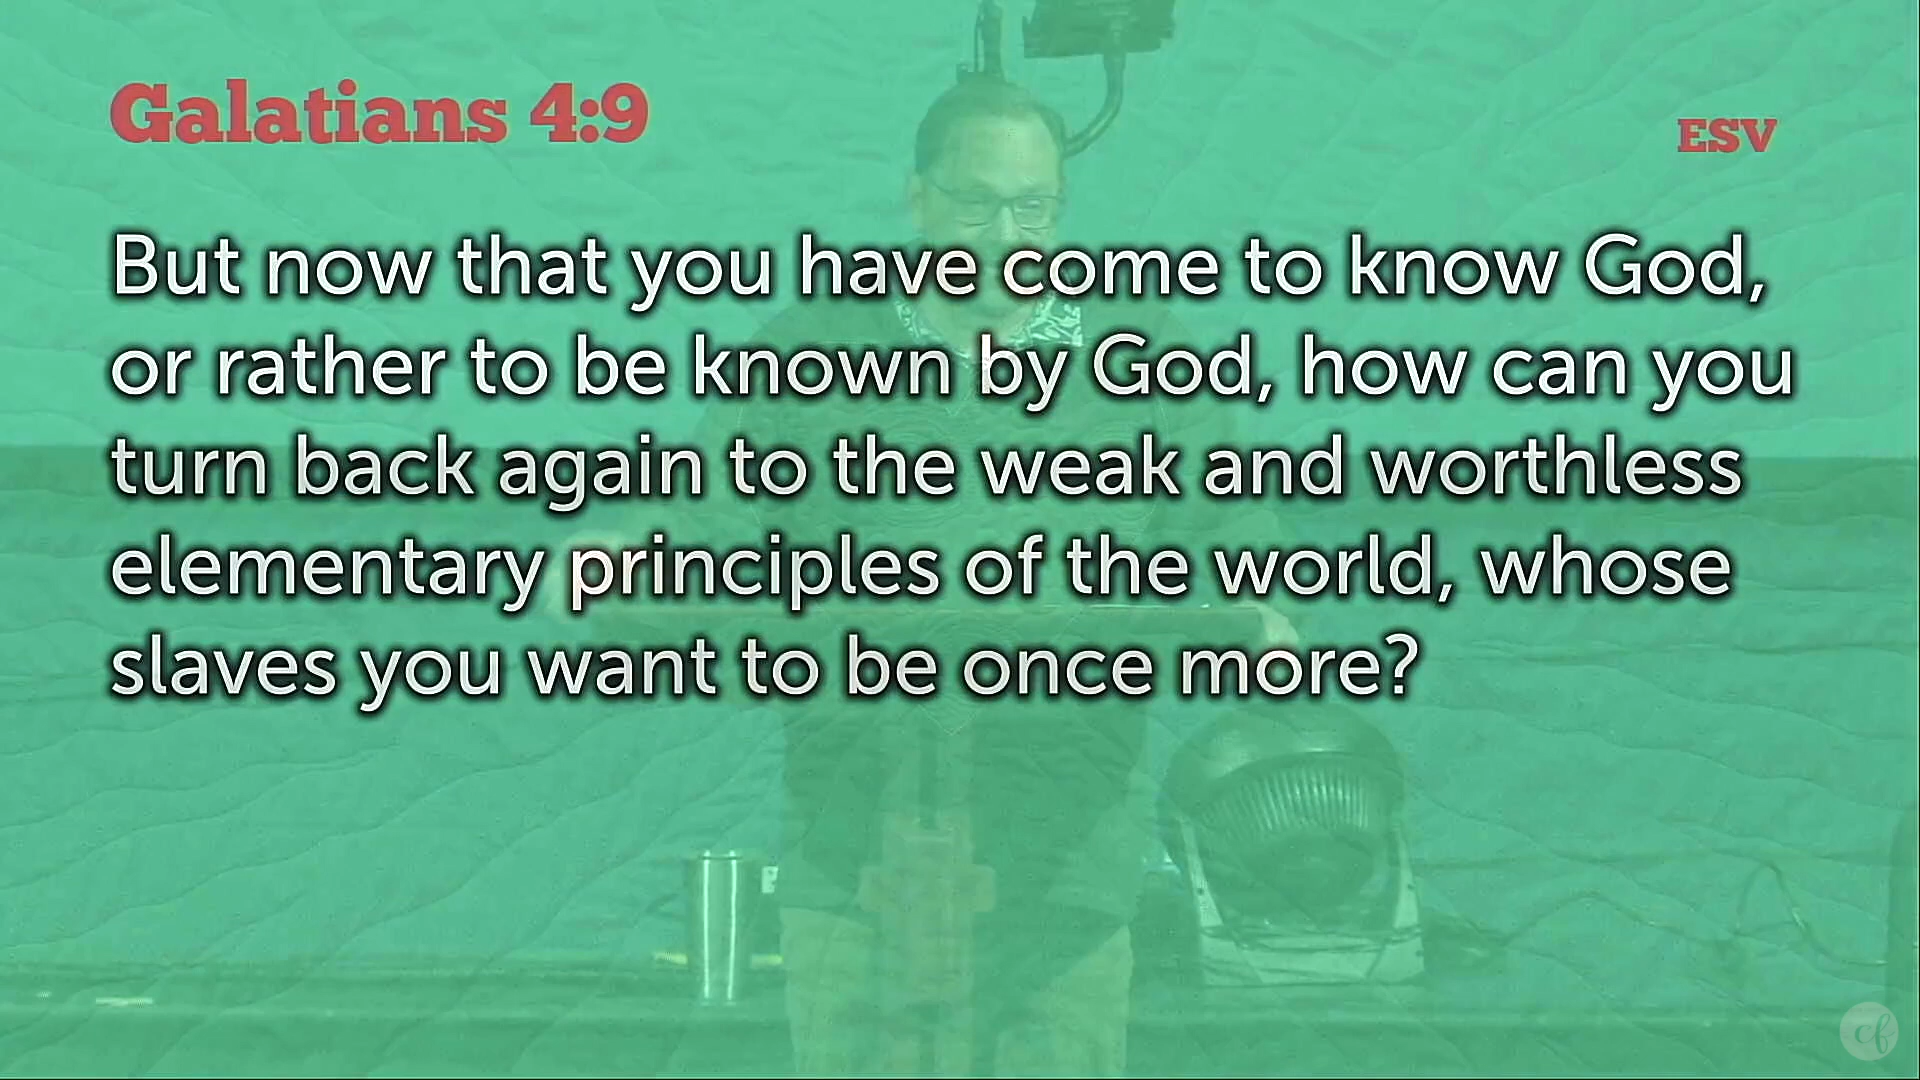 Galatians 4:9
ESV
But now that you have come to know God,
or rather to be known by God, how can you
turn back again to the weak and worthless
elementary principles of the world, whose
slaves you want to be once more?
cf